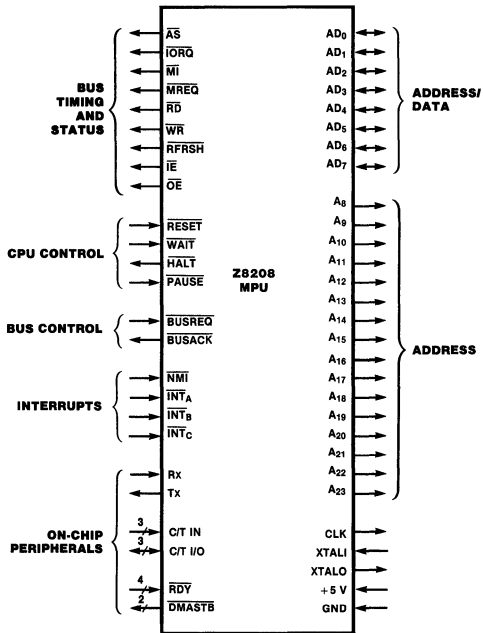 BUS
TIMING
AND
STATUS
AS
IORQ
MI
MREQ
RD
WR
RFRSH
IE
OE
CPU CONTROL
RESET
WAIT
HALT
PAUSE
BUS CONTROL
BUSREQ
BUSACK
INTERRUPTS
NMI
INTA
INTB
INTC
ON-CHIP
PERIPHERALS
Rx
Tx
3 C/T IN
3 C/T I/O
4 RDY
2 DMASTB
Z8208
MPU
AD0
AD1
AD2
AD3
AD4
AD5
AD6
AD7
ADDRESS/
DATA
A8
A9
A10
A11
A12
A13
A14
A15
A16
A17
A18
A19
A20
A21
A22
A23
ADDRESS
CLK
XTALI
XTALO
+5 V
GND